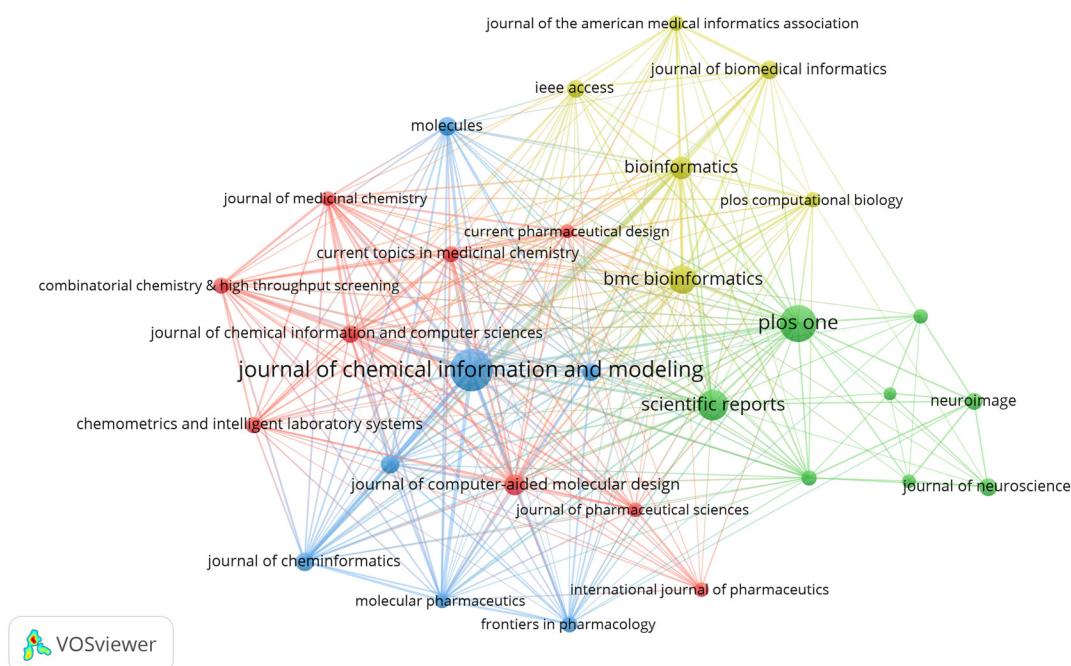 journal of the american medical informatics association
journal of biomedical informatics
ieee access
molecules
bioinformatics
journal of medicinal chemistry
plos computational biology
current pharmaceutical design
current topics in medicinal chemistry
bmc bioinformatics
combinatorial chemistry & high throughput screening
plos one
journal of chemical information and computer sciences
journal of chemical information and modeling
scientific reports
neuroimage
chemometrics and intelligent laboratory systems
journal of computer-aided molecular design
journal of neuroscience
journal of pharmaceutical sciences
journal of cheminformatics
international journal of pharmaceutics
molecular pharmaceutics
frontiers in pharmacology
VOSviewer